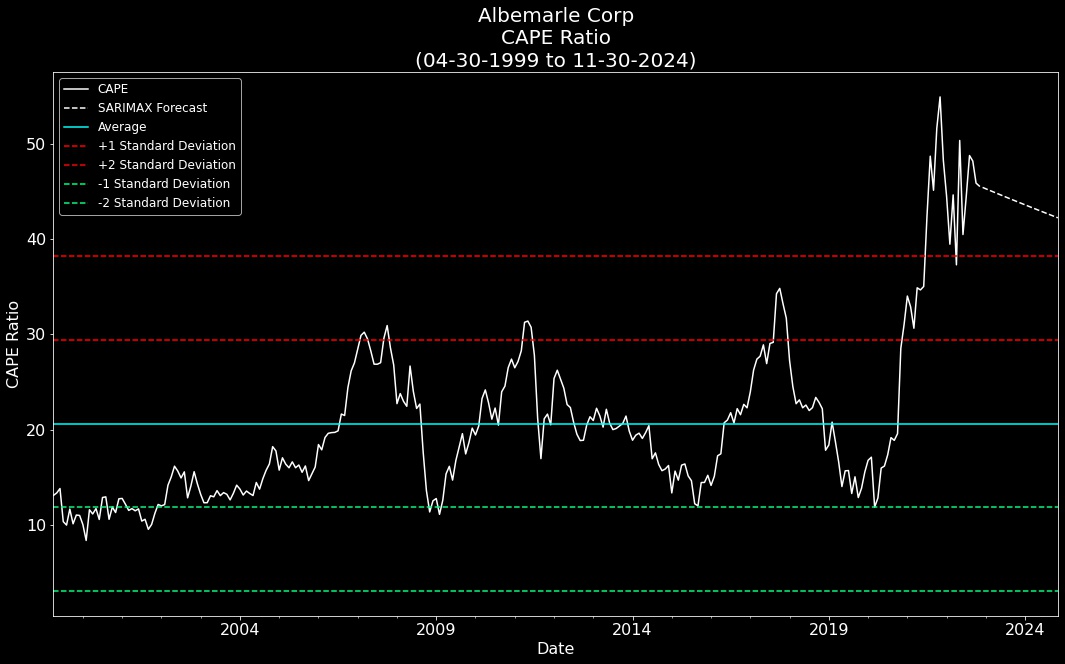 Albemarle Corp
CAPE Ratio
(04-30-1999 to 11-30-2024)
CAPE
SARIMAX Forecast
Average
+1 Standard Deviation
+2 Standard Deviation
-1 Standard Deviation
-2 Standard Deviation
50
40
30
20
10
CAPE Ratio
2004
2009
2014
2019
2024
Date